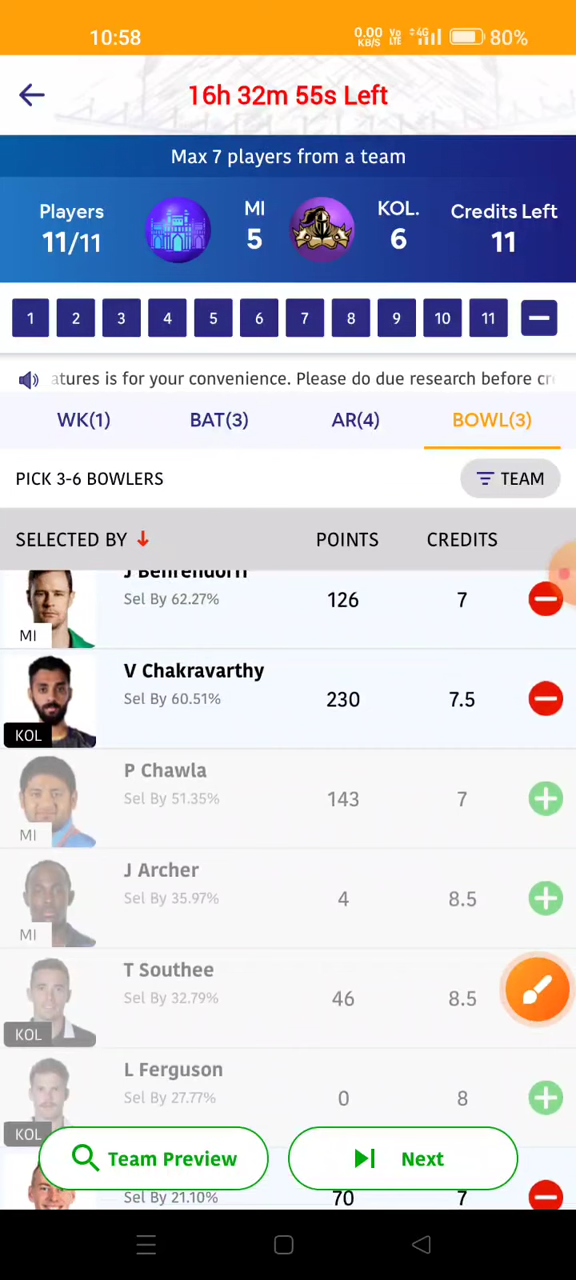 10:58
0.00 KB/S Vo LTE 4G 80%
16h 32m 55s Left
Max 7 players from a team
Players
11/11
MI
5
KOL.
6
Credits Left
11
1 2 3 4 5 6 7 8 9 10 11
atures is for your convenience. Please do due research before cr
WK(1) BAT(3) AR(4) BOWL(3)
PICK 3-6 BOWLERS TEAM
SELECTED BY POINTS CREDITS
J Behrendorff
Sel By 62.27% 126 7
MI
V Chakravarthy
Sel By 60.51% 230 7.5
KOL
P Chawla
Sel By 51.35% 143 7
MI
J Archer
Sel By 35.97% 4 8.5
MI
T Southee
Sel By 32.79% 46 8.5
KOL
L Ferguson
Sel By 27.77% 0 8
KOL
Team Preview Next
Sel By 21.10% 70 7